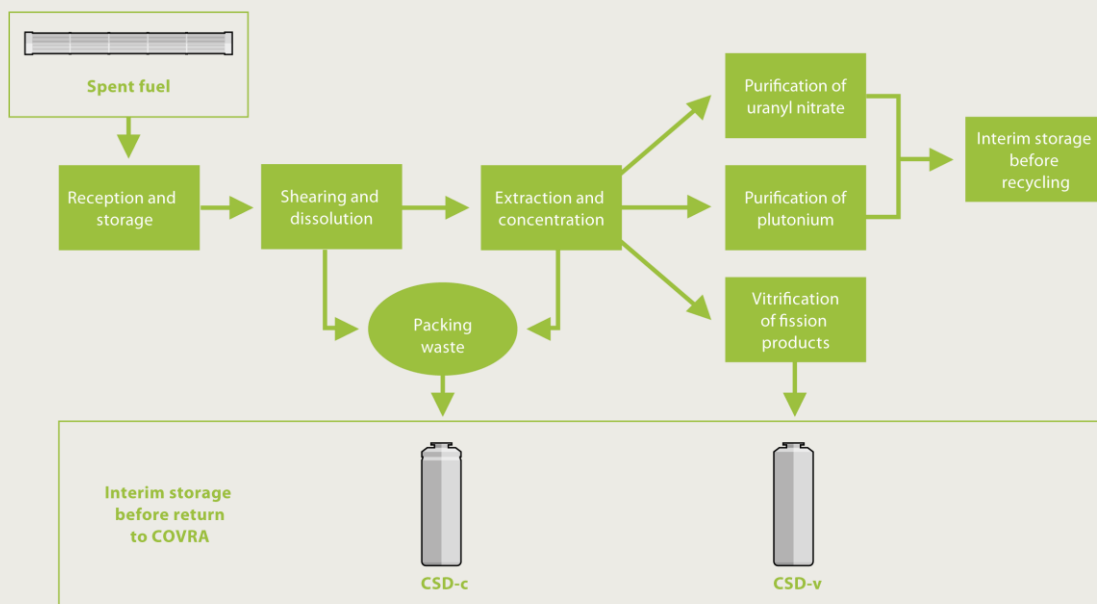 Spent fuel
Reception and
storage
Shearing and
dissolution
Extraction and
concentration
Purification of
uranyl nitrate
Purification of
plutonium
Vitrification
of fission
products
Interim storage
before
recycling
Packing
waste
Interim storage
before return
to COVRA
CSD-c
CSD-v